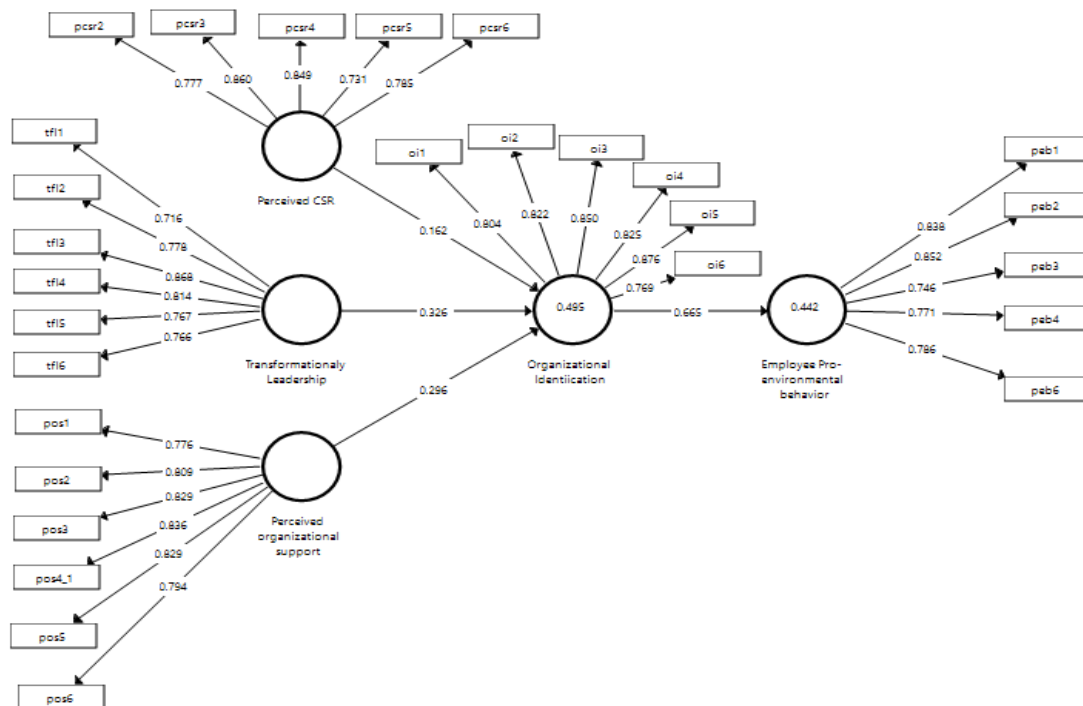 pcsr2
pcsr3
pcsr4
pcsr5
pcsr6
0.777
0.860
0.849
0.731
0.785
Perceived CSR
tfl1
tfl2
tfl3
tfl4
tfl5
tfl6
0.716
0.778
0.868
0.814
0.767
0.766
Transformationaly
Leadership
pos1
pos2
pos3
pos4_1
pos5
pos6
0.776
0.809
0.829
0.836
0.829
0.794
Perceived
organizational
support
0.162
0.326
0.296
oi1
oi2
oi3
oi4
oi5
oi6
0.804
0.822
0.850
0.825
0.876
0.769
0.495
Organizational
Identiication
0.665
0.442
Employee Pro-
environmental
behavior
0.838
0.852
0.746
0.771
0.786
peb1
peb2
peb3
peb4
peb6